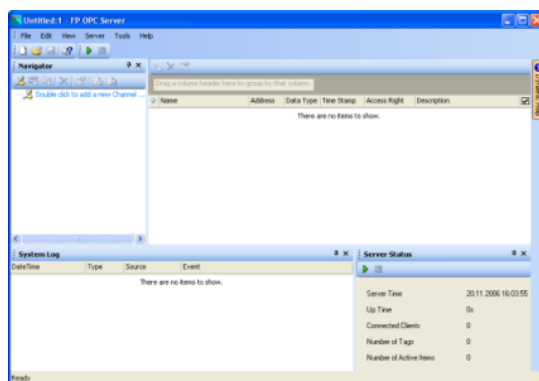 Untitled:1 - FP OPC Server
File Edit View Server Tools Help
Navigator
Double click to add a new Channel...
Drag a column header here to group by that column.
Name Address Data Type Time Stamp Access Right Description
There are no items to show.
System Log
DateTime Type Source Event
There are no items to show.
Server Status
Server Time 20.11.2006 16:03:55
Up Time 0s
Connected Clients 0
Number of Tags 0
Number of Active Items 0
Ready